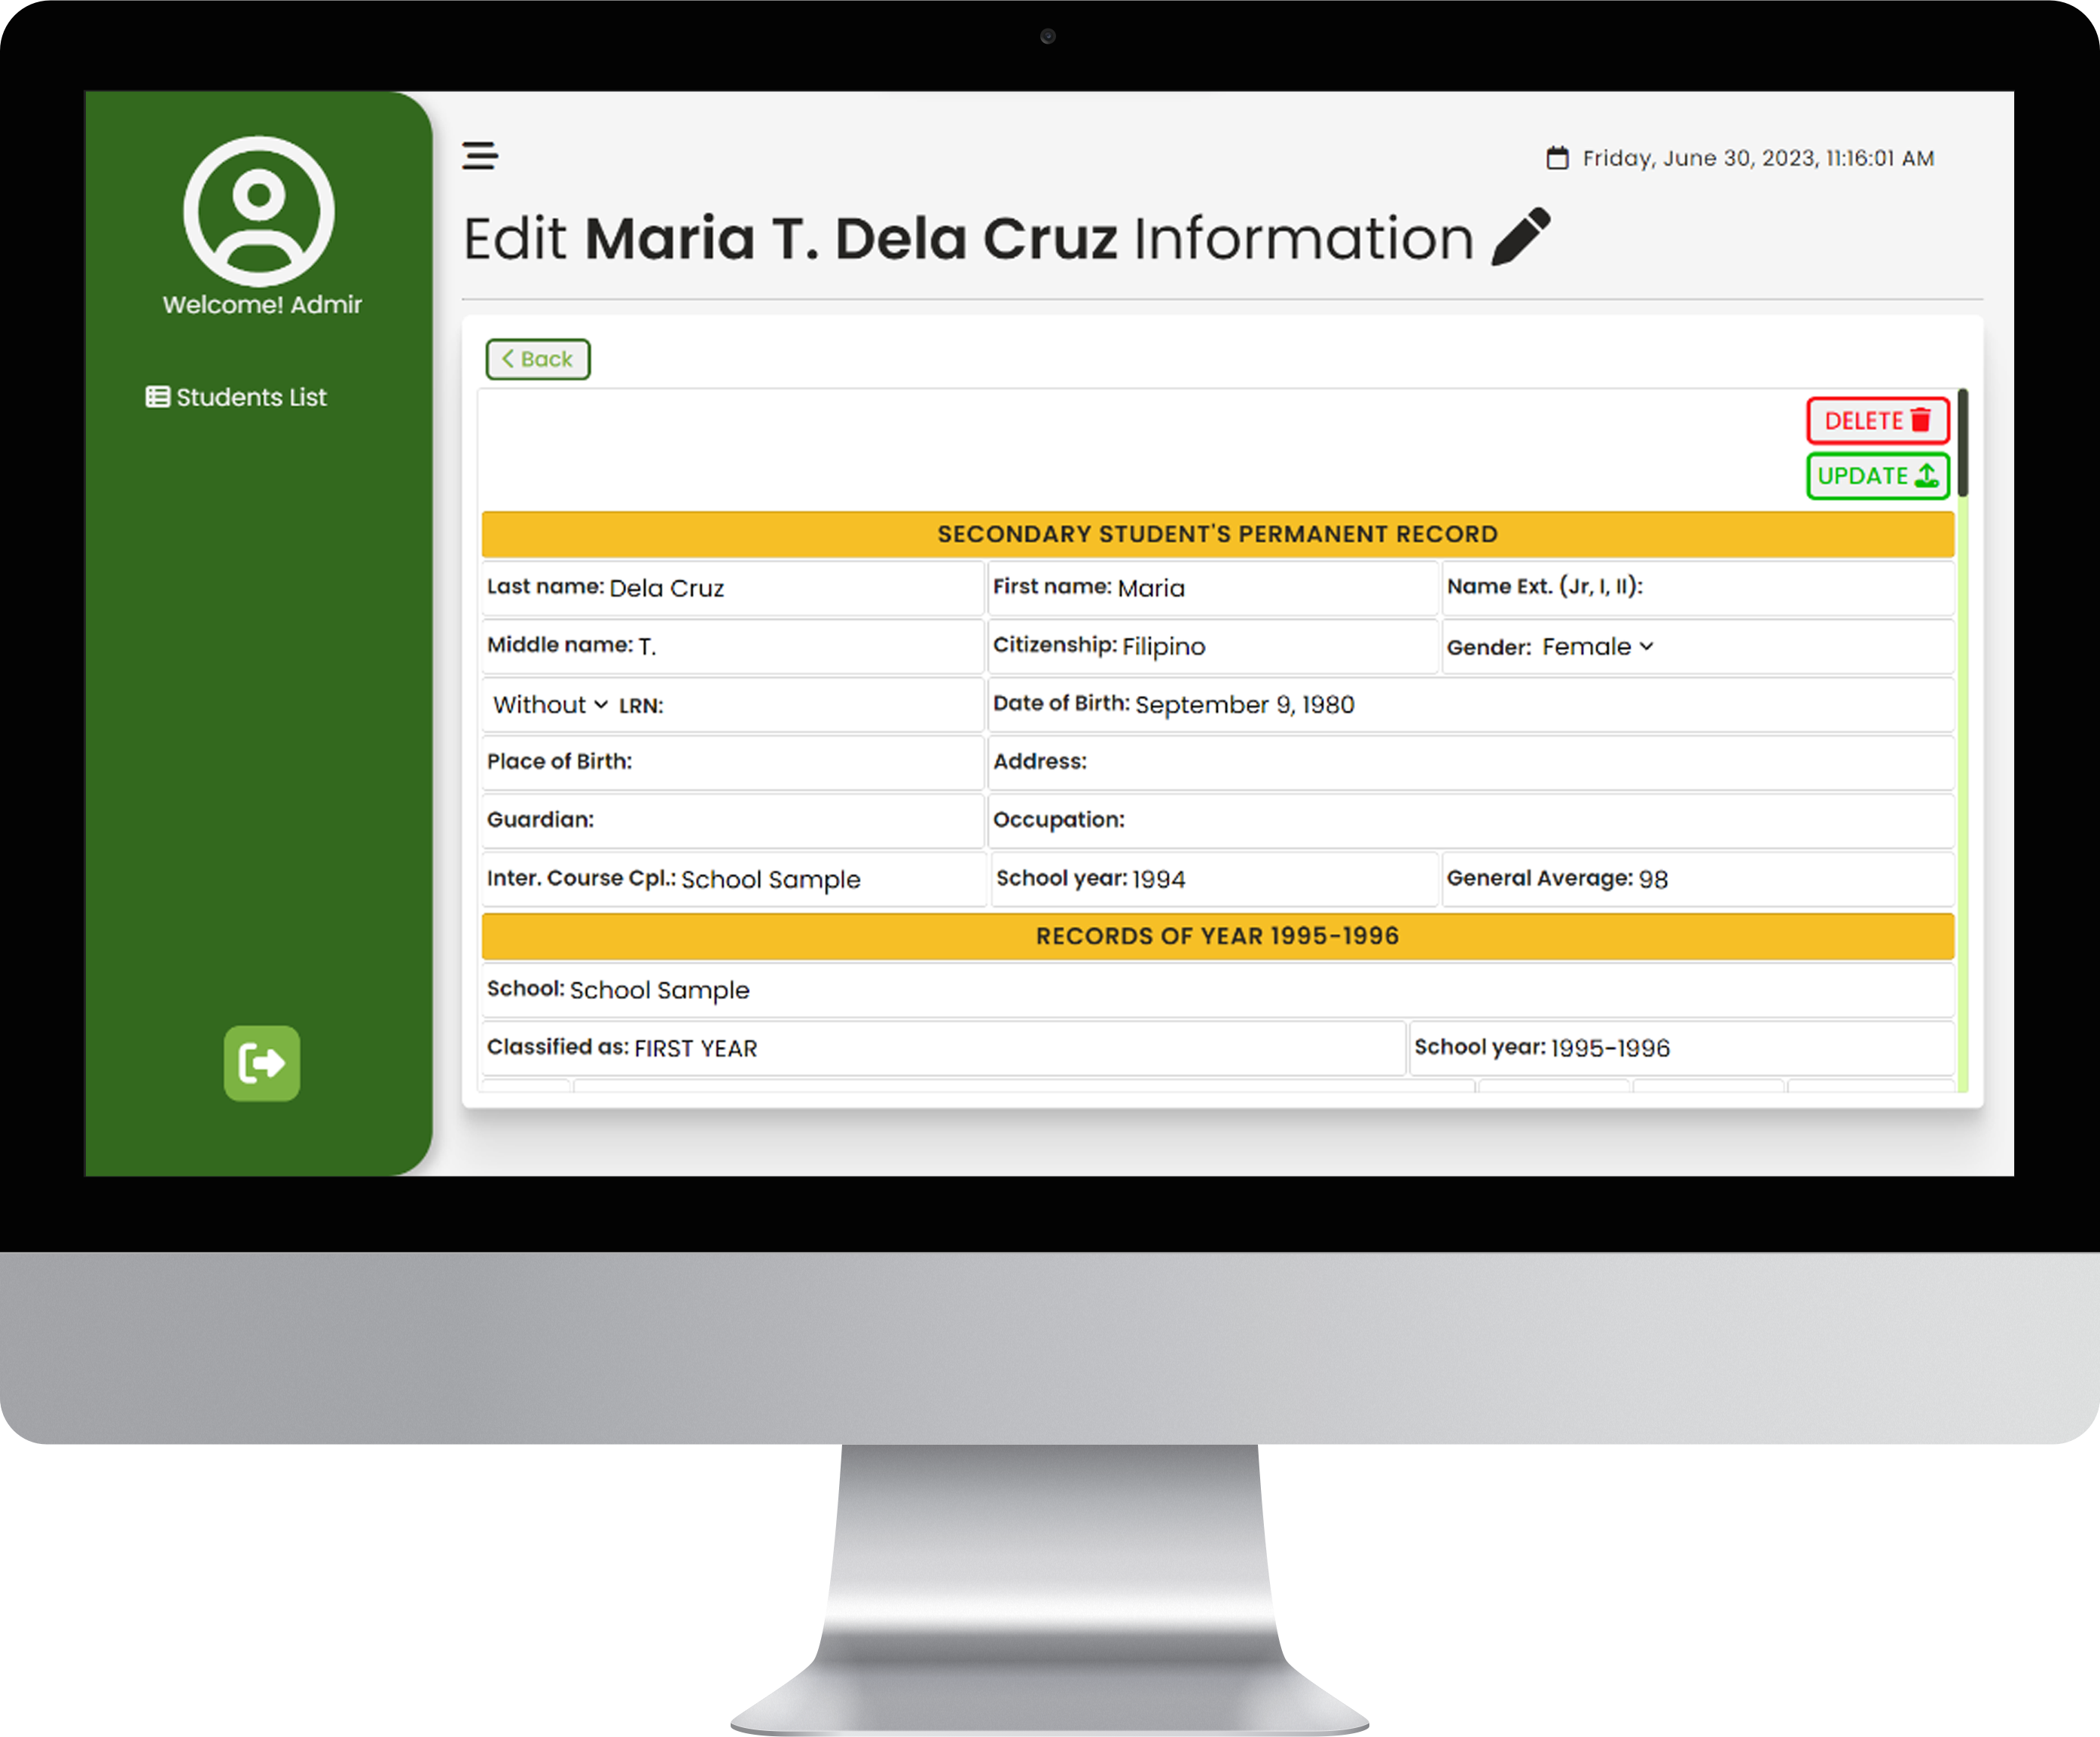 Welcome! Admir
Students List
Friday, June 30, 2023, 11:16:01 AM
Edit Maria T. Dela Cruz Information
Back
DELETE
UPDATE
SECONDARY STUDENT'S PERMANENT RECORD
Last name: Dela Cruz First name: Maria Name Ext. (Jr, I, II):
Middle name: T. Citizenship: Filipino Gender: Female
Without LRN: Date of Birth: September 9, 1980
Place of Birth: Address:
Guardian: Occupation:
Inter. Course Cpl.: School Sample School year: 1994 General Average: 98
RECORDS OF YEAR 1995-1996
School: School Sample
Classified as: FIRST YEAR School year: 1995-1996